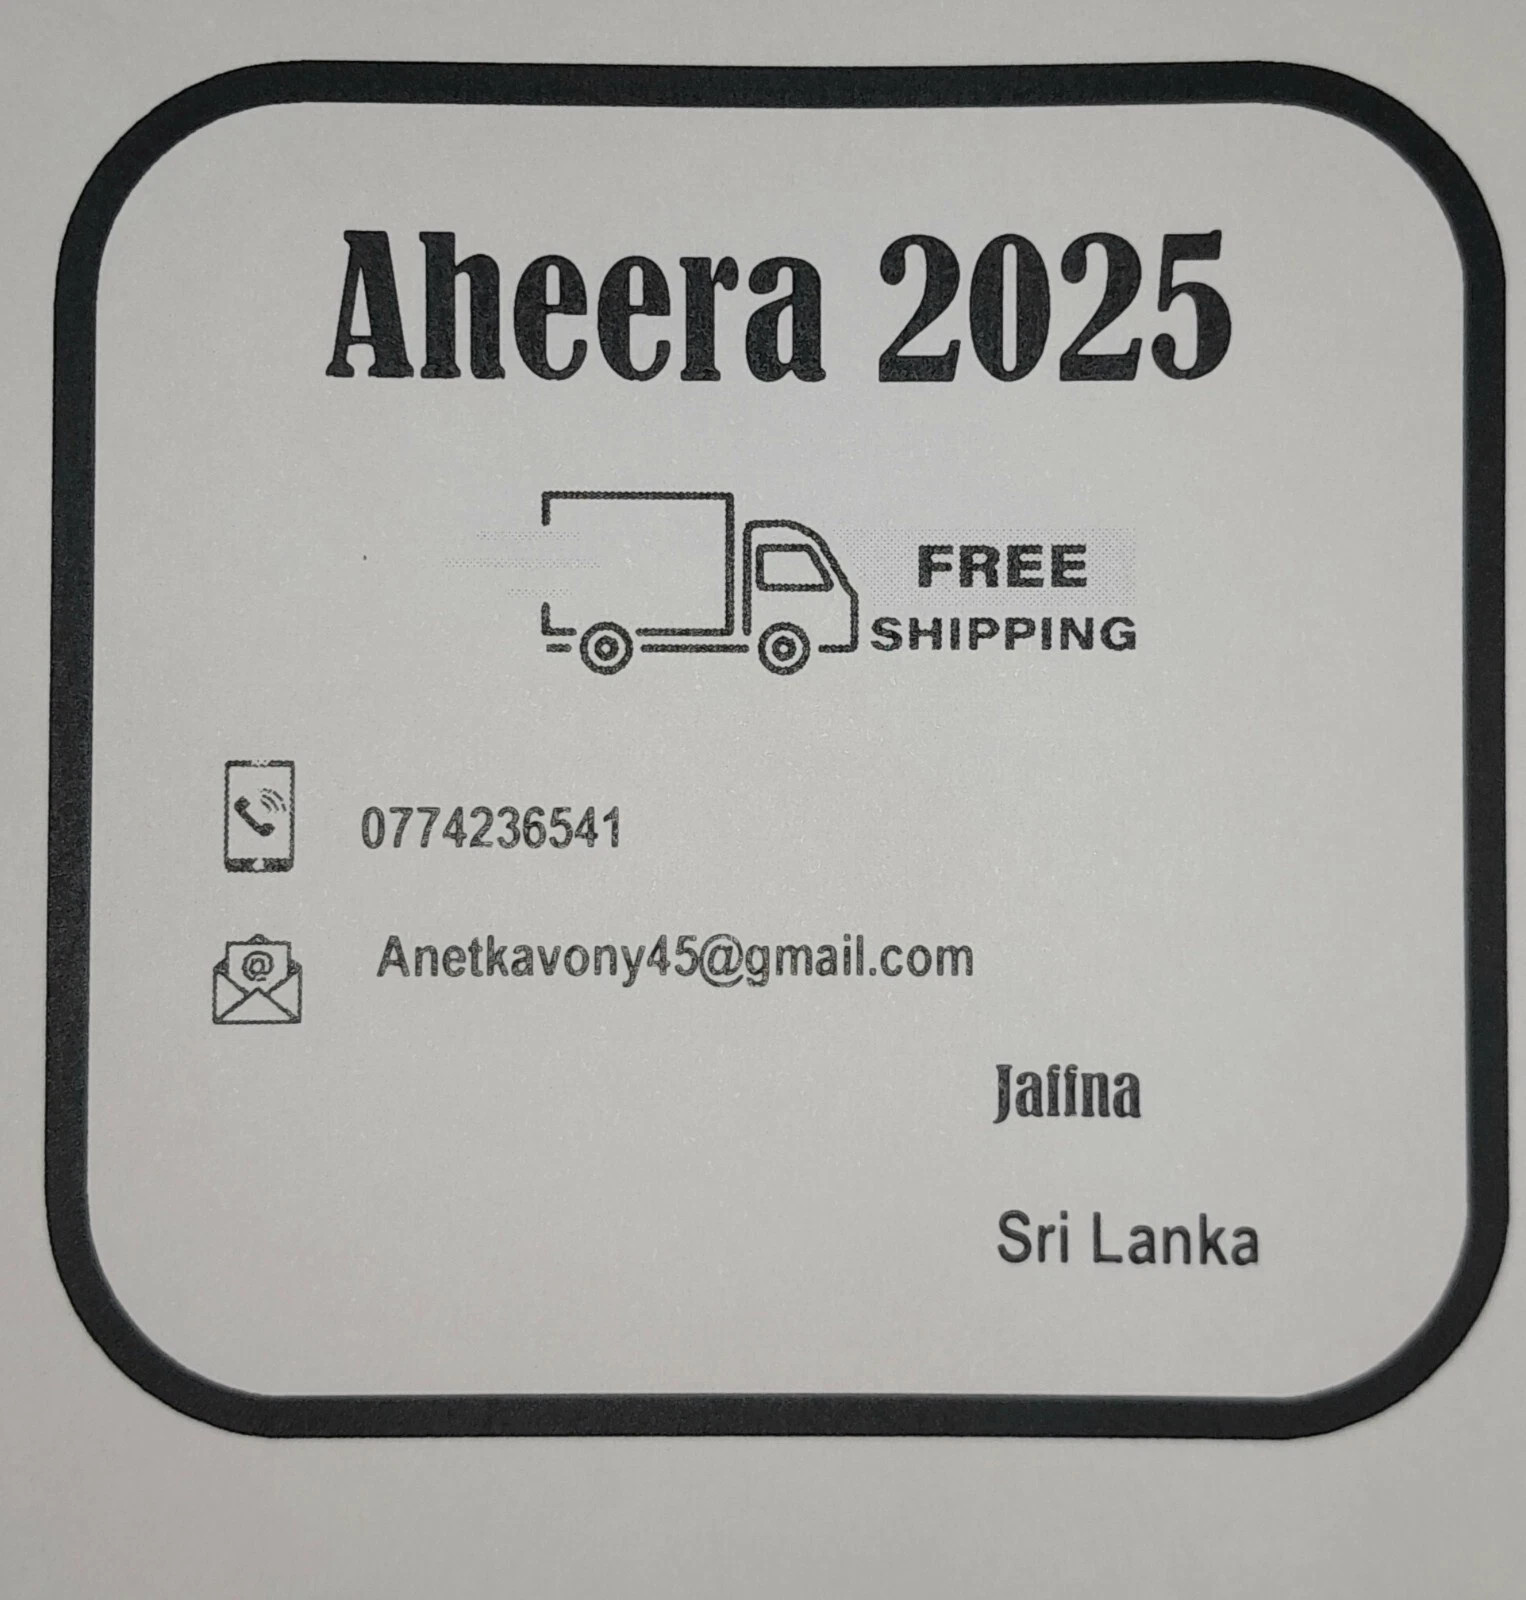 Aheera 2025
FREE
SHIPPING
0774236541
@
Anetkavony45@gmail.com
Jaffna
Sri Lanka